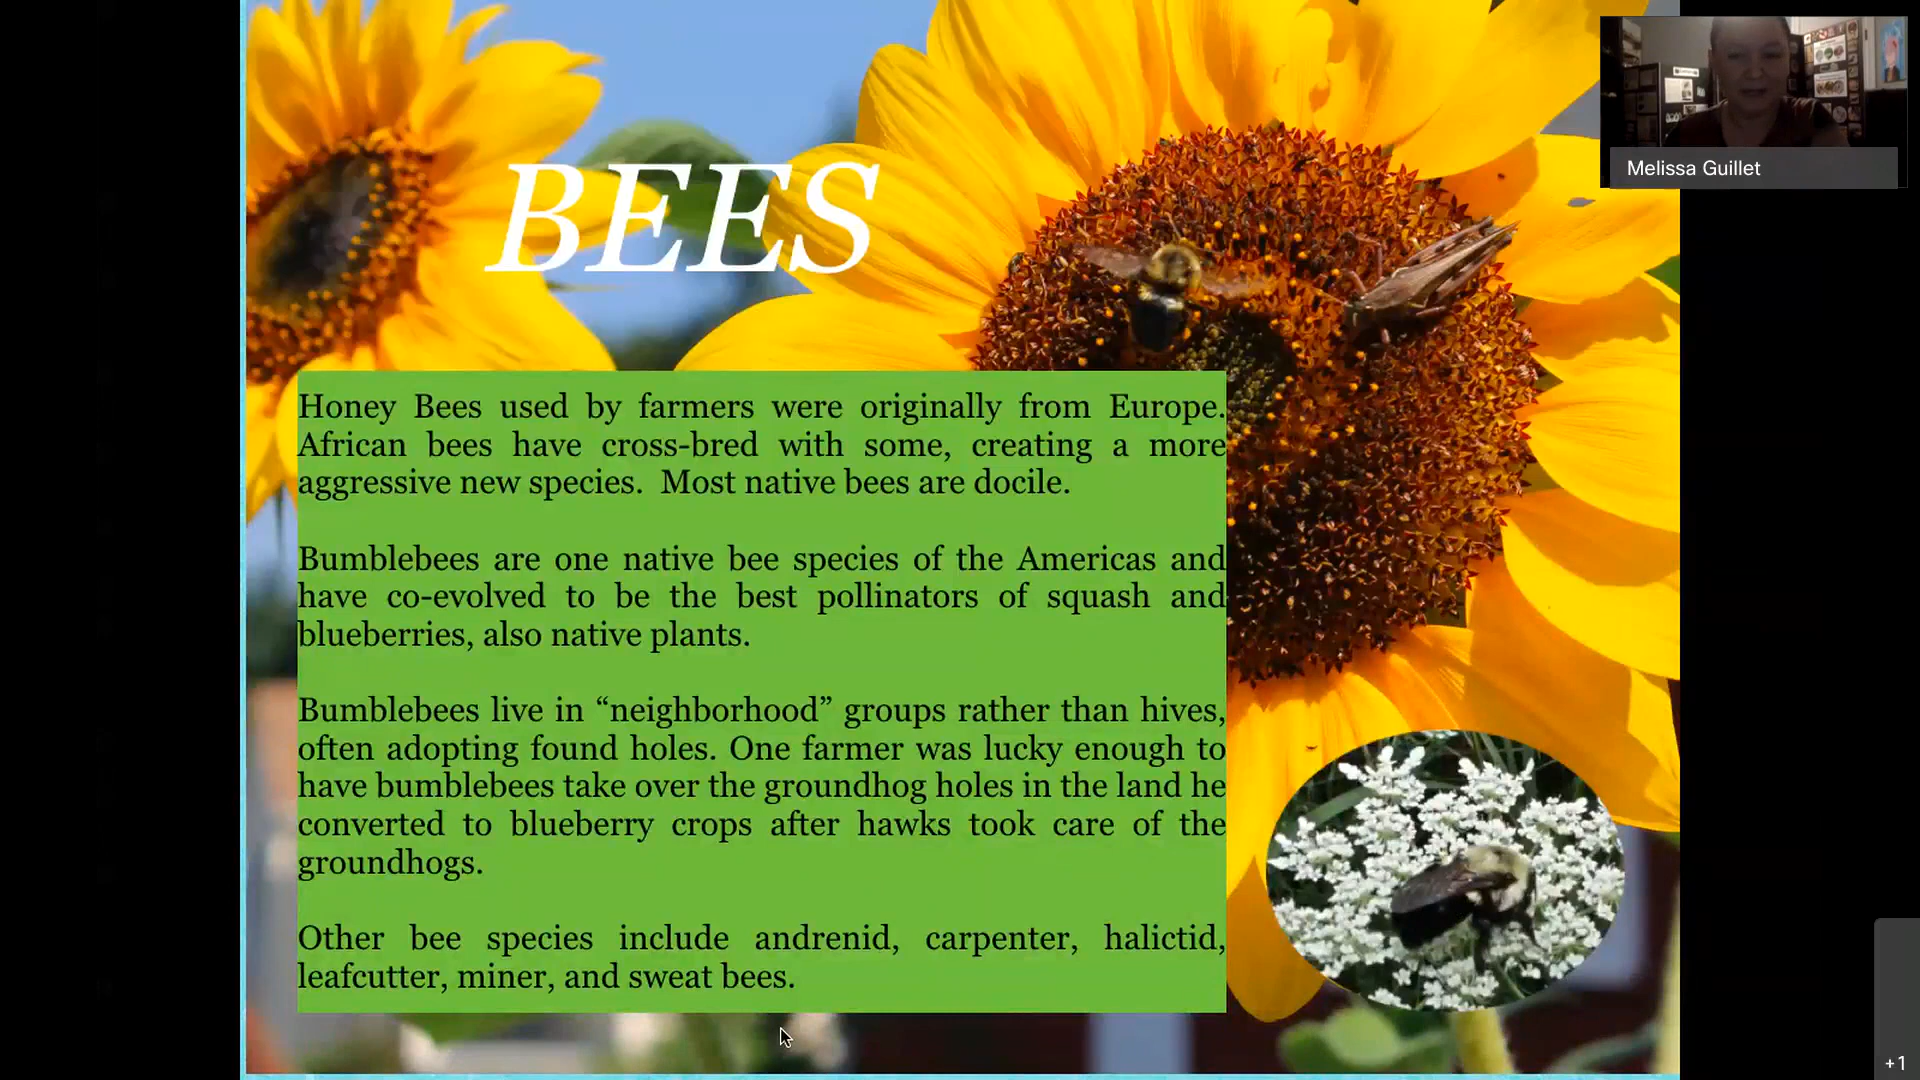 Melissa Guillet
BEES
Honey Bees used by farmers were originally from Europe.
African bees have cross-bred with some, creating a more
aggressive new species. Most native bees are docile.
Bumblebees are one native bee species of the Americas and
have co-evolved to be the best pollinators of squash and
blueberries, also native plants.
Bumblebees live in “neighborhood” groups rather than hives,
often adopting found holes. One farmer was lucky enough to
have bumblebees take over the groundhog holes in the land he
converted to blueberry crops after hawks took care of the
groundhogs.
Other bee species include andrenid, carpenter, halictid,
leafcutter, miner, and sweat bees.
+1